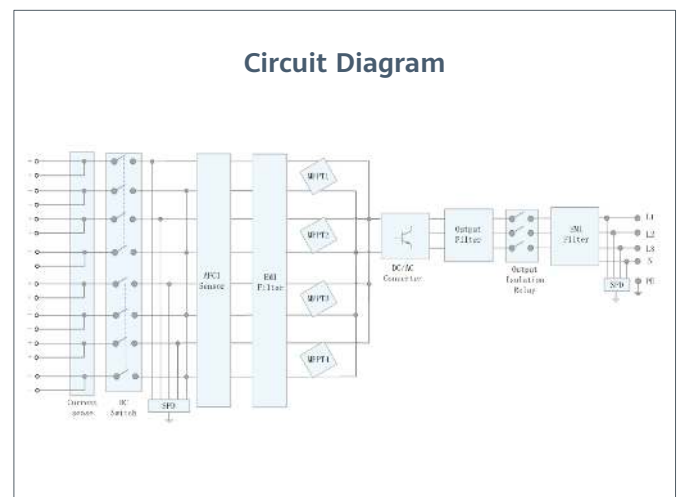 Circuit Diagram
MPPT1
MPPT2
MPPT3
MPPT4
AFCI
Sensor
EMI
Filter
DC/AC
Converter
Output
Filter
Output
Isolation
Relay
EMI
Filter
L1
L2
L3
N
PE
SPD
Current
sense
DC
Switch
SPD